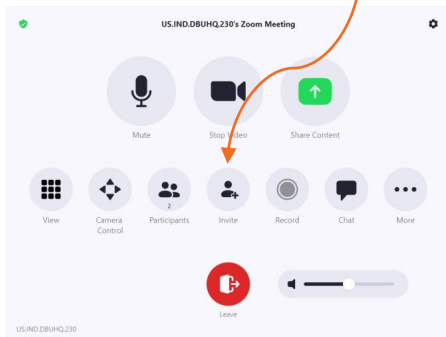 US.IND.DBUHQ.230's Zoom Meeting
Mute
Stop Video
Share Content
2
View
Camera
Control
Participants
Invite
Record
Chat
More
Leave
US.IND.DBUHQ.230